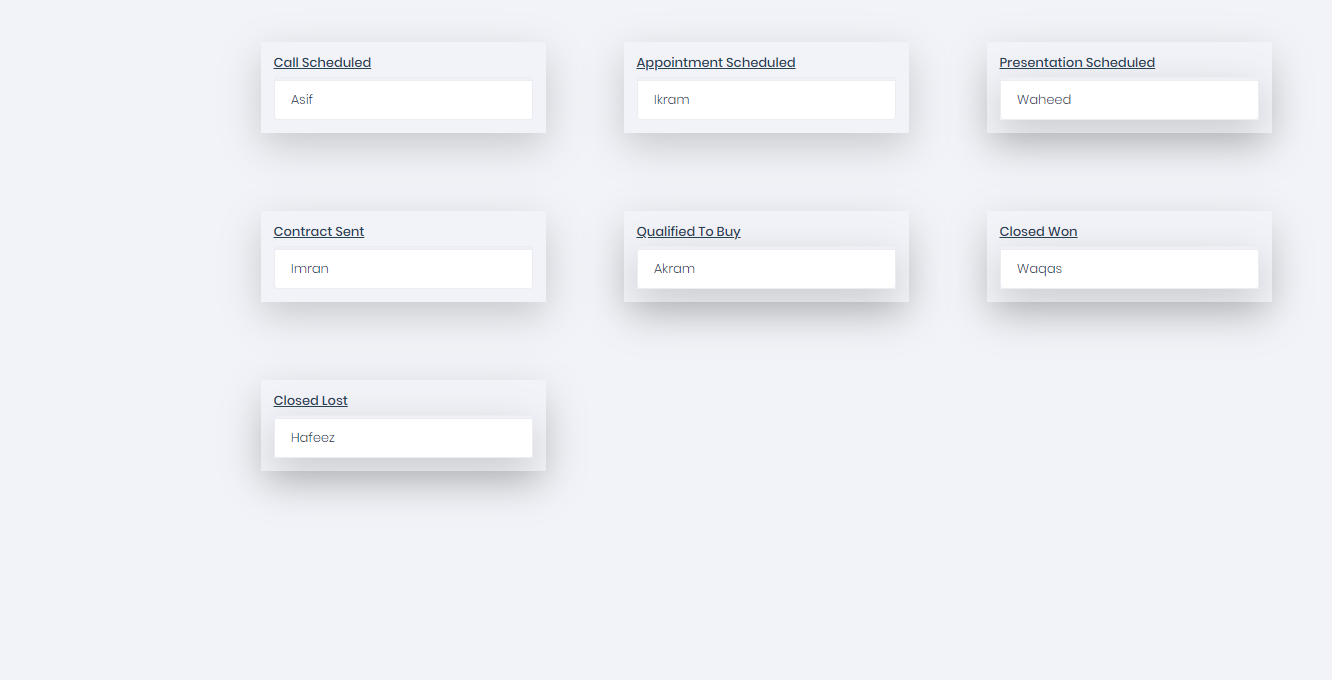 Call Scheduled
Asif
Appointment Scheduled
Ikram
Presentation Scheduled
Waheed
Contract Sent
Imran
Qualified To Buy
Akram
Closed Won
Waqas
Closed Lost
Hafeez